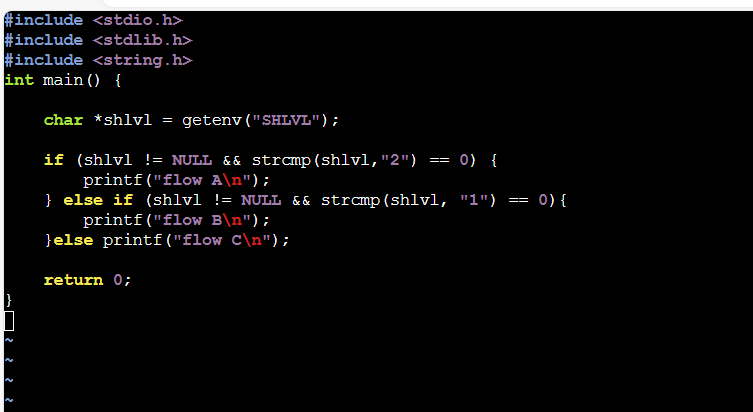 #include <stdio.h>
#include <stdlib.h>
#include <string.h>
int main() {
    char *shlvl = getenv("SHLVL");
    if (shlvl != NULL && strcmp(shlvl,"2") == 0) {
        printf("flow A\n");
    } else if (shlvl != NULL && strcmp(shlvl, "1") == 0){
        printf("flow B\n");
    }else printf("flow C\n");
    return 0;
}
~
~
~
~